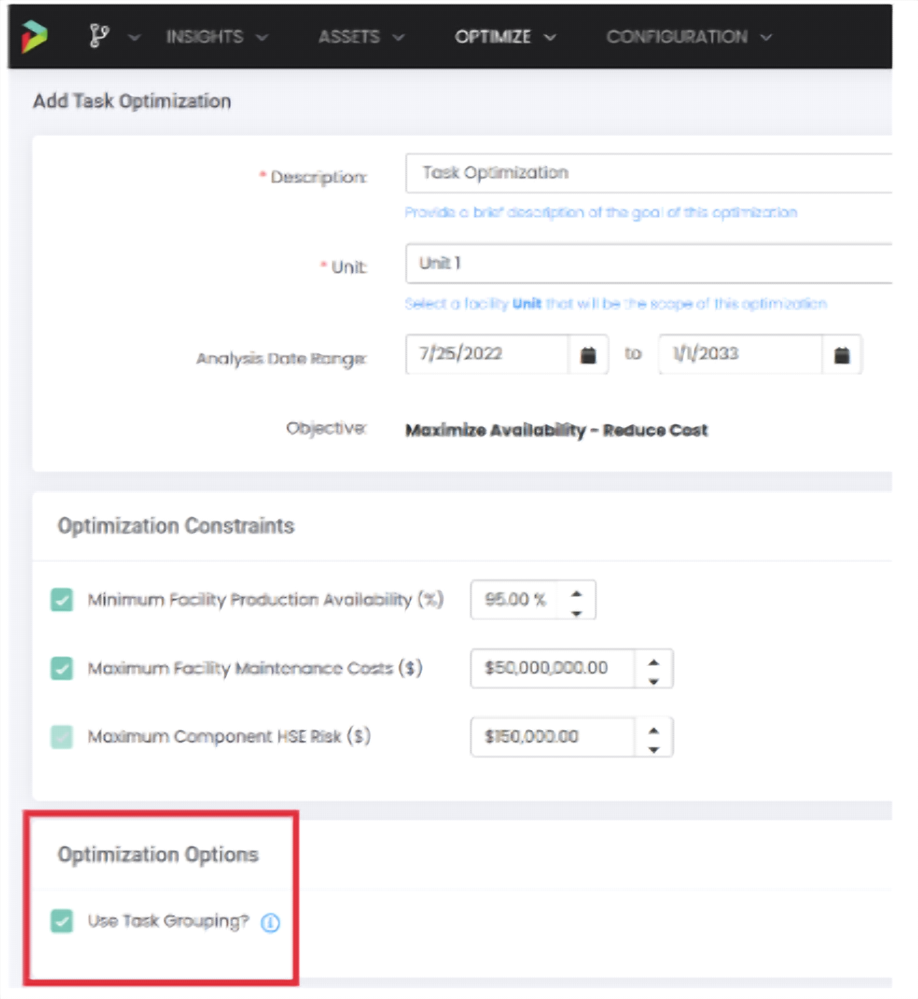 INSIGHTS ASSETS OPTIMIZE CONFIGURATION
Add Task Optimization
* Description: Task Optimization
Provide a brief description of the goal of this optimization
* Unit: Unit 1
Select a facility Unit that will be the scope of this optimization
Analysis Date Range: 7/25/2022 to 1/1/2033
Objective: Maximize Availability - Reduce Cost
Optimization Constraints
Minimum Facility Production Availability (%) 95.00 %
Maximum Facility Maintenance Costs ($) $50,000,000.00
Maximum Component HSE Risk ($) $150,000.00
Optimization Options
Use Task Grouping?